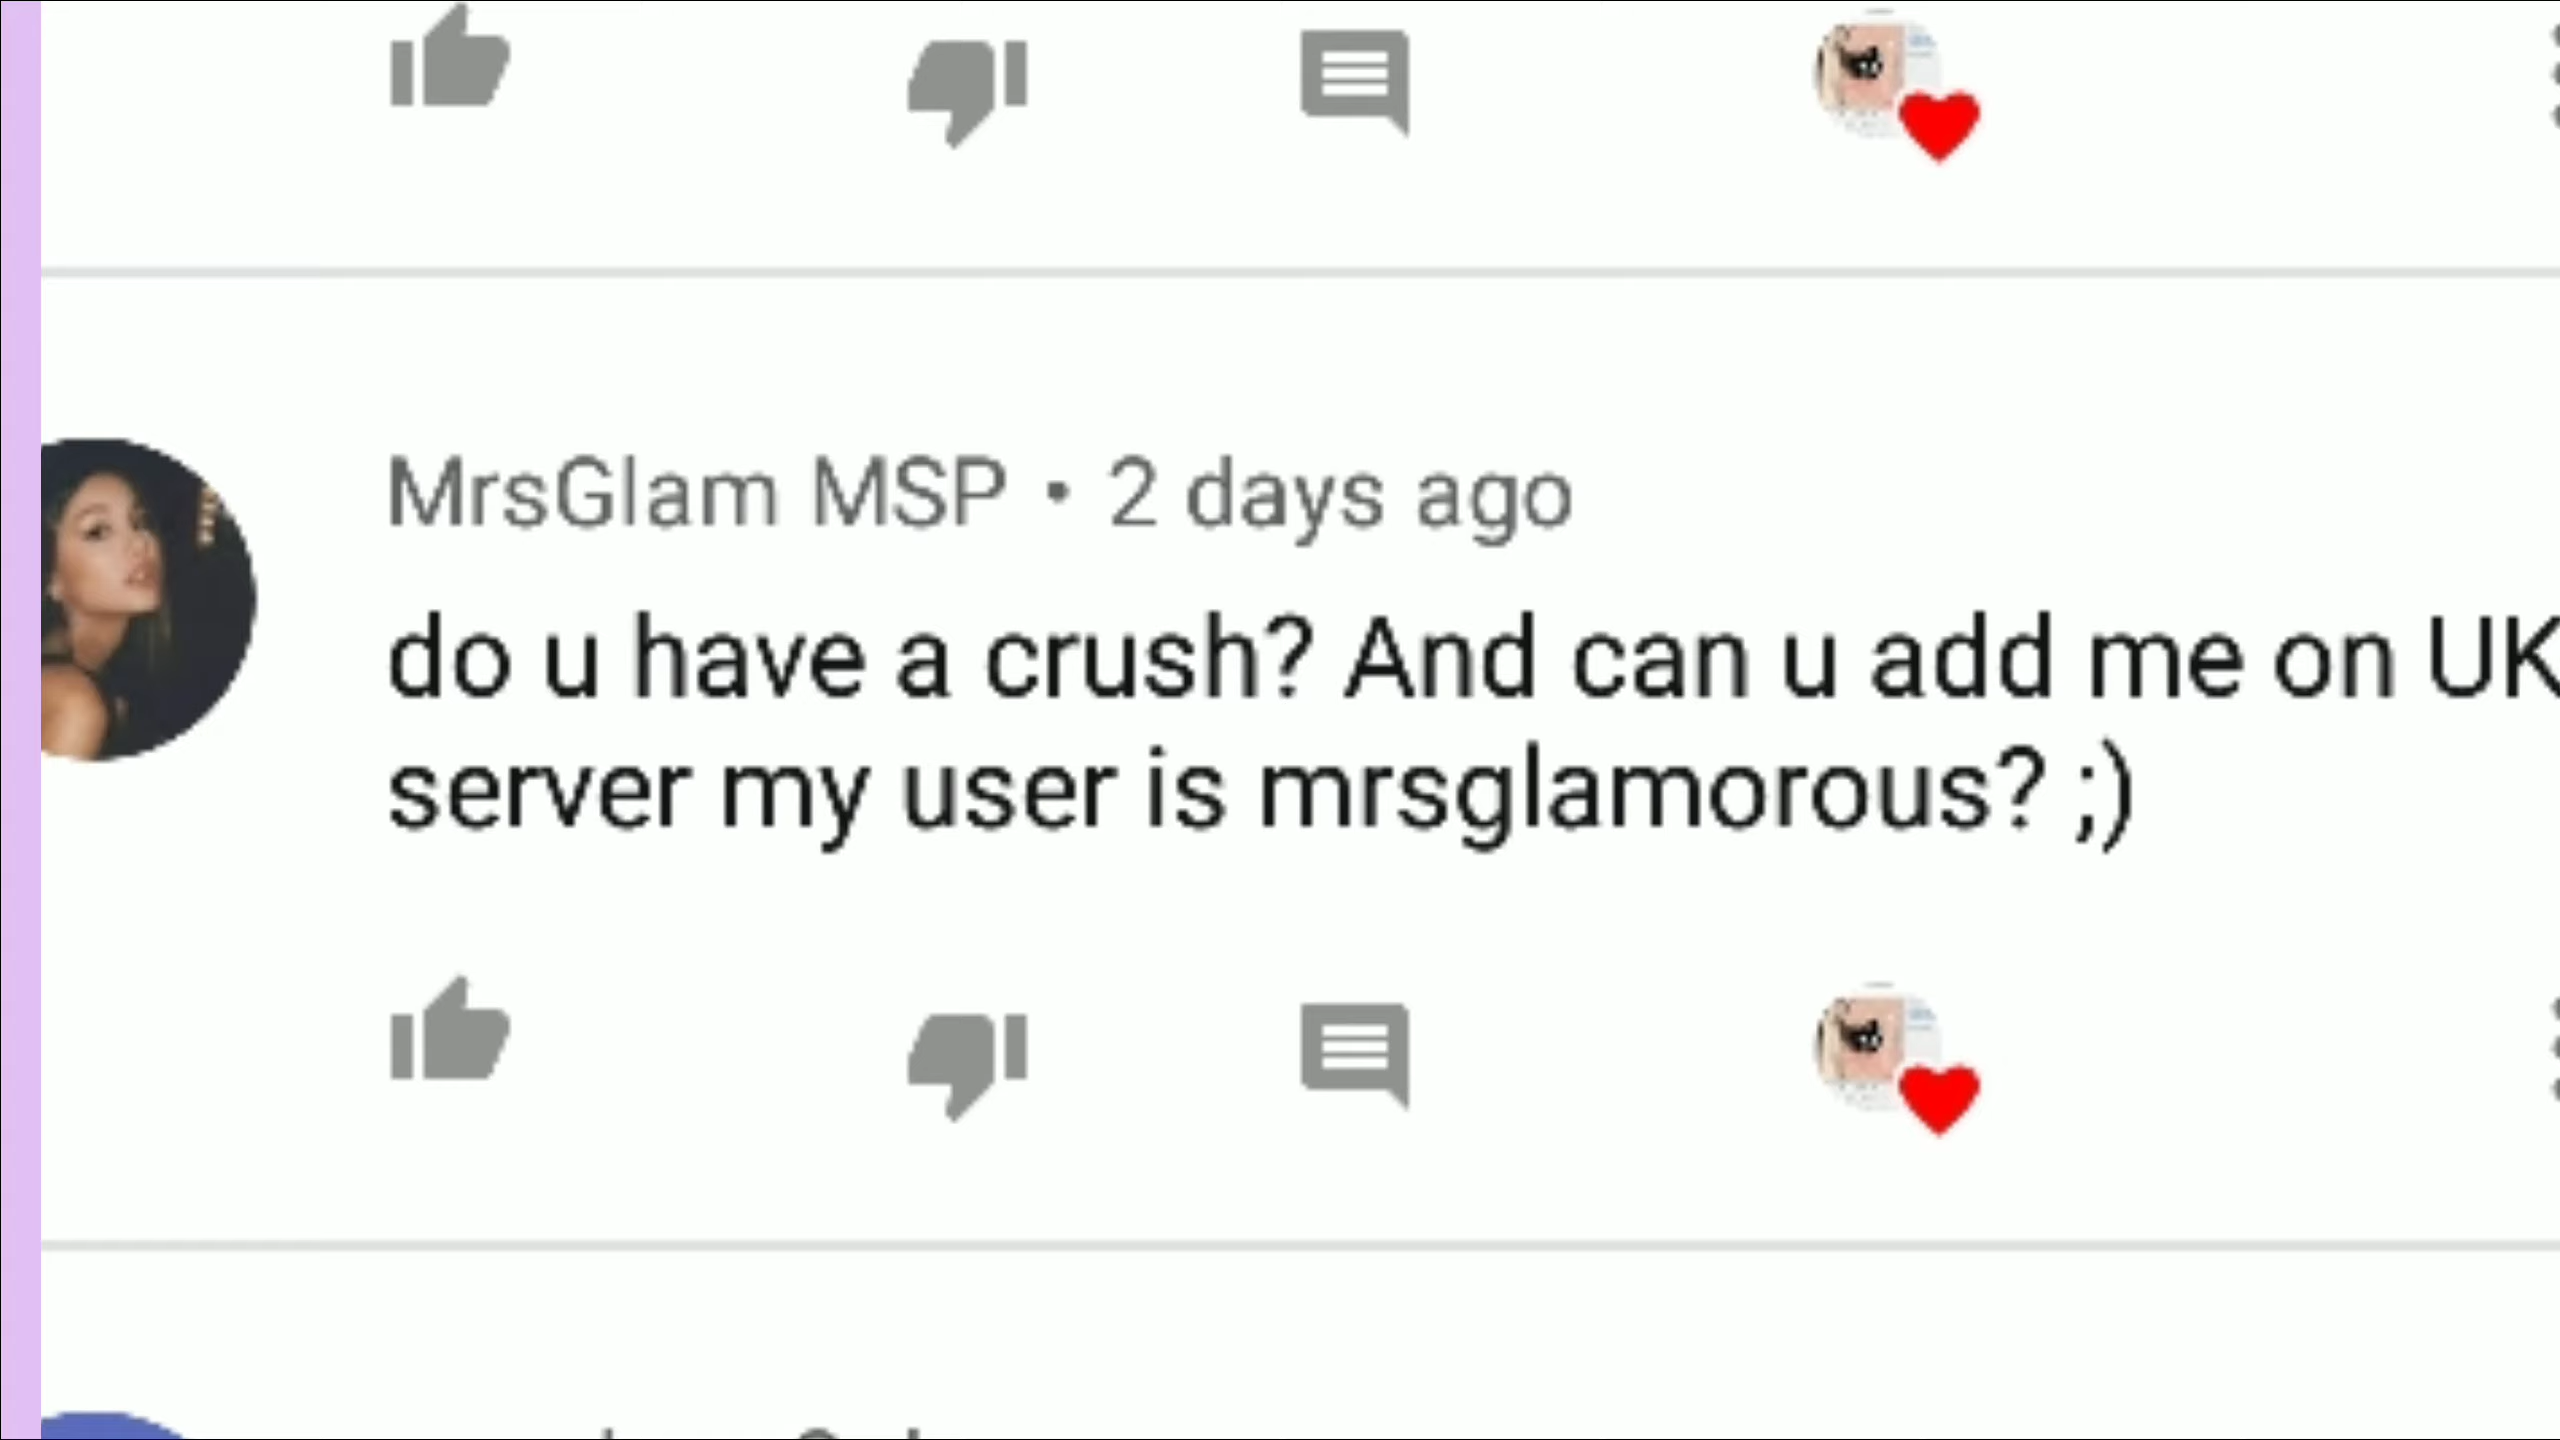 MrsGlam MSP • 2 days ago
do u have a crush? And can u add me on UK
server my user is mrsglamorous? ;)